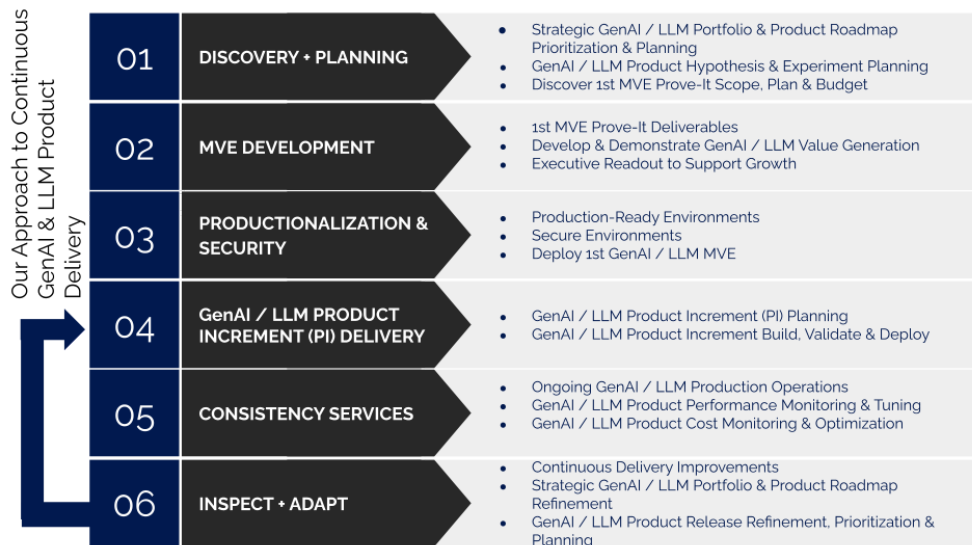 Our Approach to Continuous
GenAI & LLM Product
Delivery
01
DISCOVERY + PLANNING
• Strategic GenAI / LLM Portfolio & Product Roadmap
Prioritization & Planning
• GenAI / LLM Product Hypothesis & Experiment Planning
• Discover 1st MVE Prove-It Scope, Plan & Budget
02
MVE DEVELOPMENT
• 1st MVE Prove-It Deliverables
• Develop & Demonstrate GenAI / LLM Value Generation
• Executive Readout to Support Growth
03
PRODUCTIONALIZATION &
SECURITY
• Production-Ready Environments
• Secure Environments
• Deploy 1st GenAI / LLM MVE
04
GenAI / LLM PRODUCT
INCREMENT (PI) DELIVERY
• GenAI / LLM Product Increment (PI) Planning
• GenAI / LLM Product Increment Build, Validate & Deploy
05
CONSISTENCY SERVICES
• Ongoing GenAI / LLM Production Operations
• GenAI / LLM Product Performance Monitoring & Tuning
• GenAI / LLM Product Cost Monitoring & Optimization
06
INSPECT + ADAPT
• Continuous Delivery Improvements
• Strategic GenAI / LLM Portfolio & Product Roadmap
Refinement
• GenAI / LLM Product Release Refinement, Prioritization &
Planning